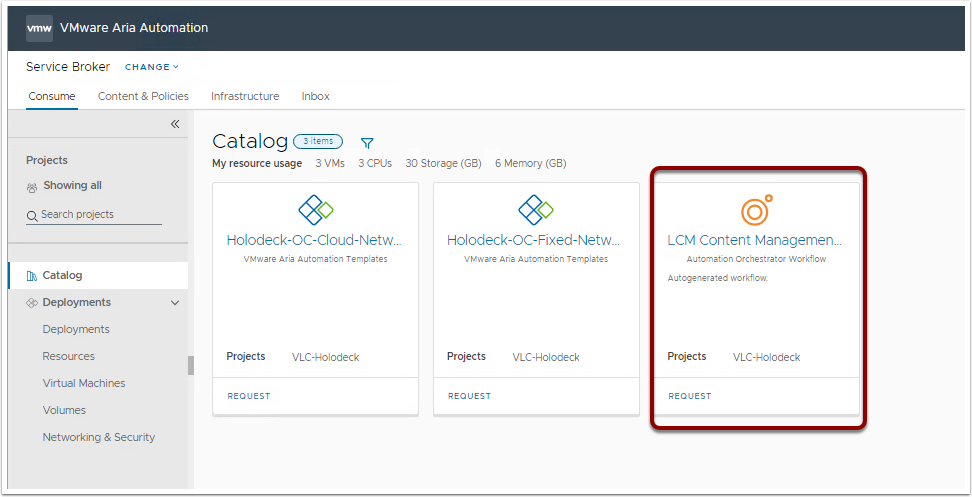 vmw VMware Aria Automation
Service Broker CHANGE
Consume Content & Policies Infrastructure Inbox
Projects
Showing all
Search projects
Catalog
Deployments
Deployments
Resources
Virtual Machines
Volumes
Networking & Security
Catalog 3 items
My resource usage 3 VMs 3 CPUs 30 Storage (GB) 6 Memory (GB)
Holodeck-OC-Cloud-Netw...
VMware Aria Automation Templates
Projects VLC-Holodeck
REQUEST
Holodeck-OC-Fixed-Netw...
VMware Aria Automation Templates
Projects VLC-Holodeck
REQUEST
LCM Content Managemen...
Automation Orchestrator Workflow
Autogenerated workflow.
Projects VLC-Holodeck
REQUEST